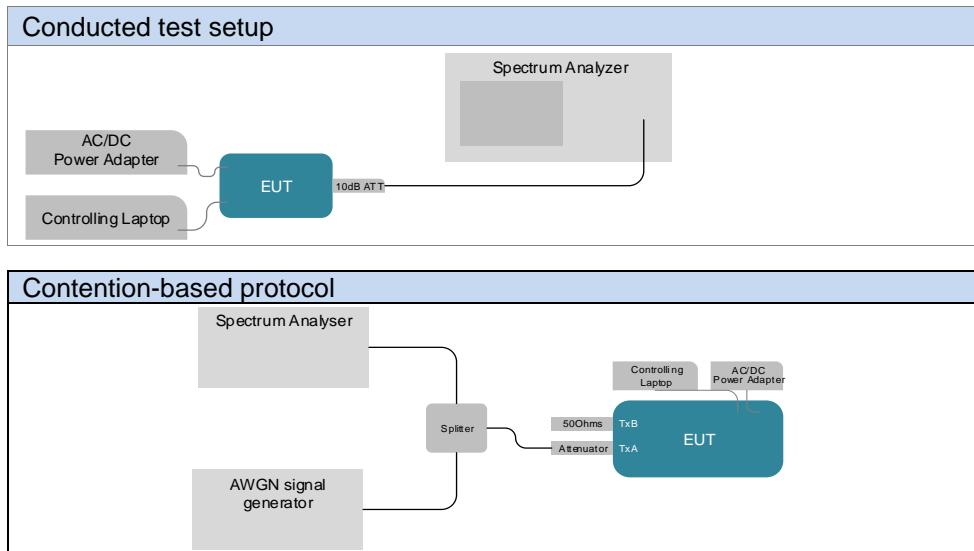 Conducted test setup
Spectrum Analyzer
AC/DC
Power Adapter
EUT
10dB ATT
Controlling Laptop
Contention-based protocol
Spectrum Analyser
Controlling
Laptop
AC/DC
Power Adapter
Splitter
50Ohms
TxB
EUT
Attenuator
TxA
AWGN signal
generator